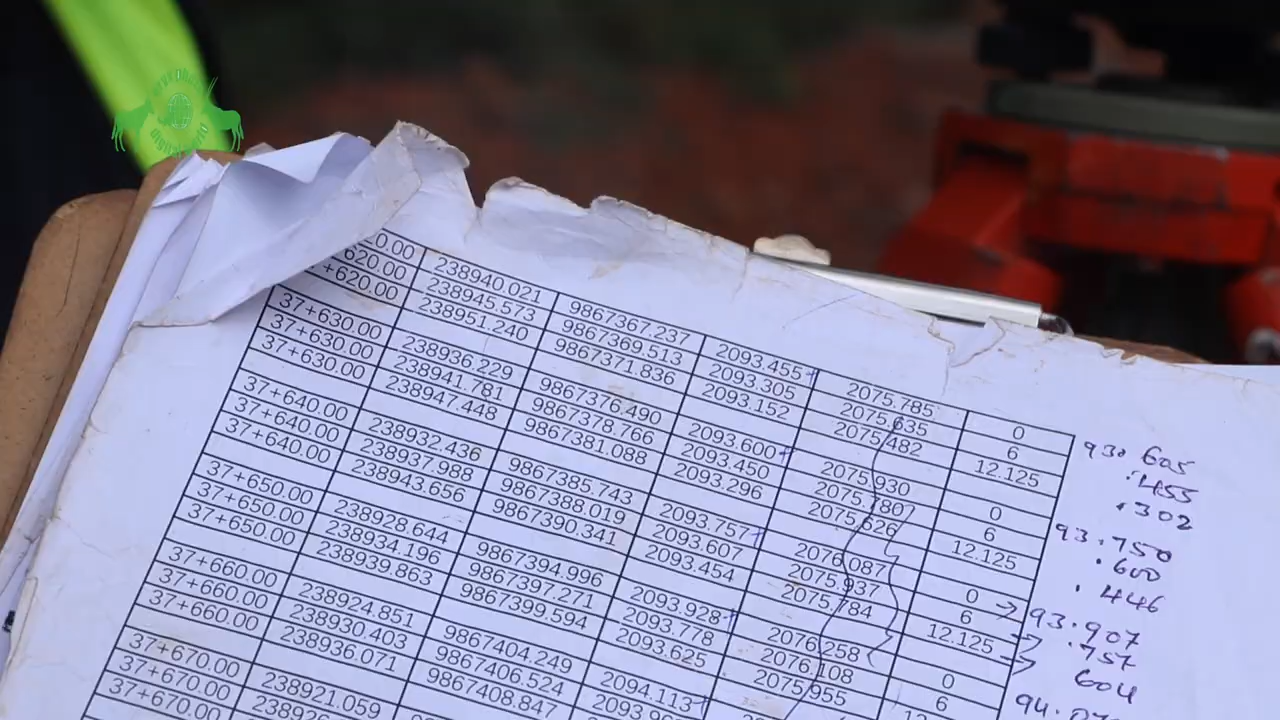 0.00 238940.021 9867367.237 2093.455 2075.785 0
620.00 238945.573 9867369.513 2093.305 2075.635 6
+620.00 238951.240 9867371.836 2093.152 2075.482 12.125
37+630.00 238936.229 9867376.490 2093.600 2075.930 0
37+630.00 238941.781 9867378.766 2093.450 2075.807 6
37+630.00 238947.448 9867381.088 2093.296 2075.626 12.125
37+640.00 238932.436 9867385.743 2093.757 2076.087 0
37+640.00 238937.988 9867388.019 2093.607 2075.937 6
37+640.00 238943.656 9867390.341 2093.454 2075.784 12.125
37+650.00 238928.644 9867394.996 2093.928 2076.258 0
37+650.00 238934.196 9867397.271 2093.778 2076.108 6
37+650.00 238939.863 9867399.594 2093.625 2075.955
37+660.00 238924.851 9867404.249 2094.113
37+660.00 238930.403 9867406.524
37+660.00 238936.071 9867408.847
37+670.00 238921.059
37+670.00
37+670.00
93.605
.455
.302
93.750
.600
.446
93.907
.757
604
digital world